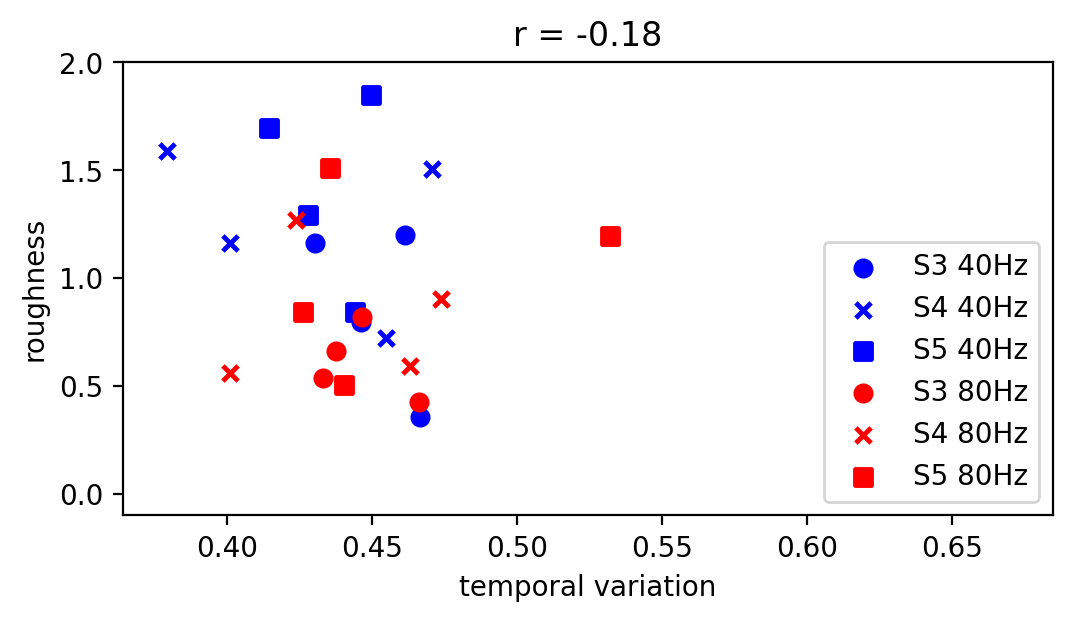 r = -0.18
2.0
1.5
1.0
0.5
0.0
roughness
0.40 0.45 0.50 0.55 0.60 0.65
temporal variation
S3 40Hz
S4 40Hz
S5 40Hz
S3 80Hz
S4 80Hz
S5 80Hz